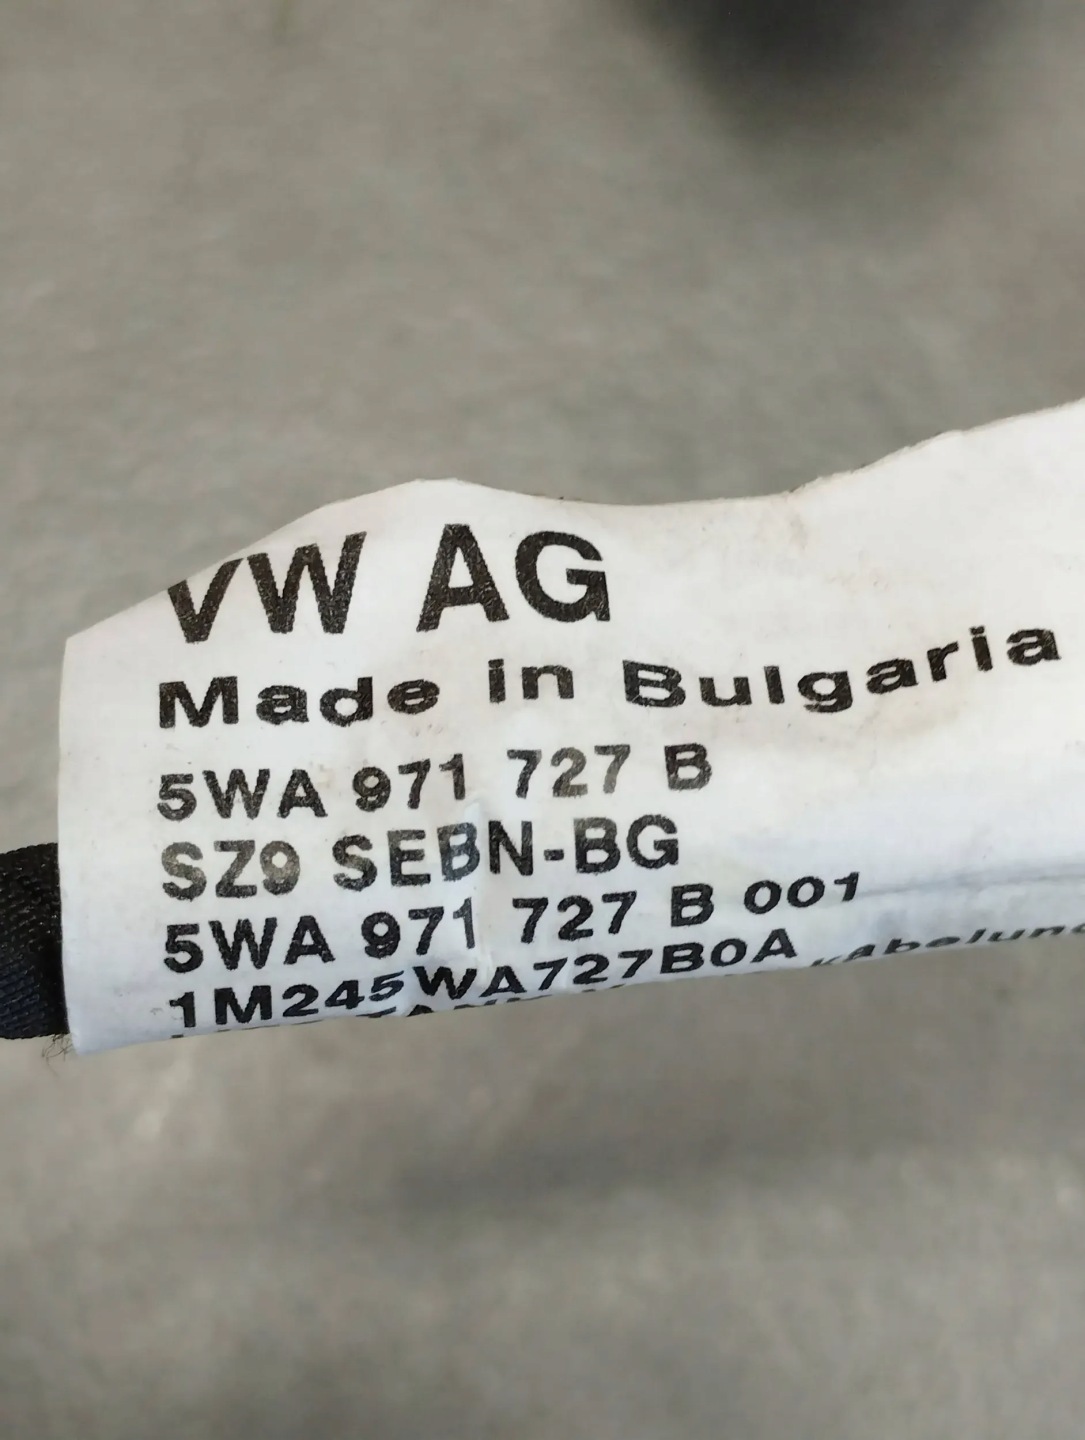 VW AG
Made in Bulgaria
5WA 971 727 B
SZ9 SEBN-BG
5WA 971 727 B 001
1M245WA727B0A